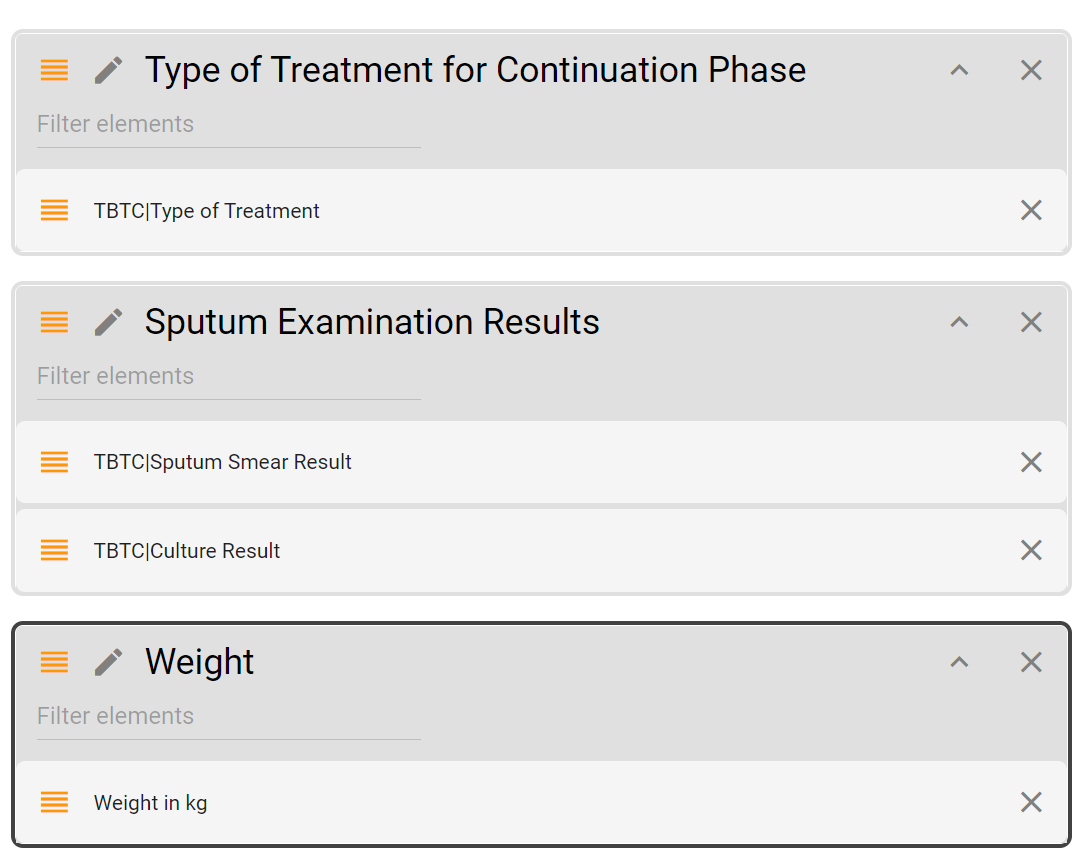 Type of Treatment for Continuation Phase
Filter elements
TBTC|Type of Treatment
Sputum Examination Results
Filter elements
TBTC|Sputum Smear Result
TBTC|Culture Result
Weight
Filter elements
Weight in kg